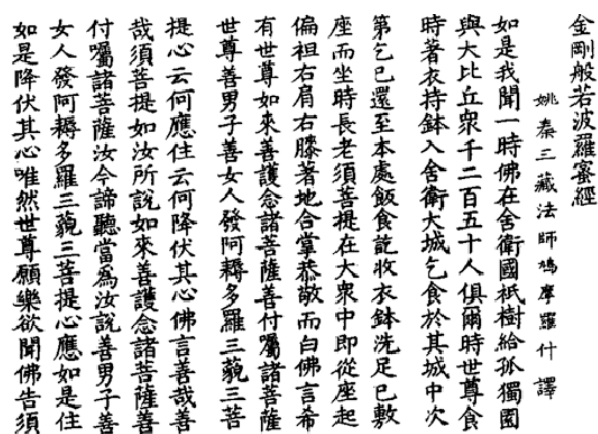 金剛般若波羅蜜經
姚秦三藏法師鳩摩羅什譯
如是我聞一時佛在舍衛國祇樹給孤獨園
與大比丘眾千二百五十人俱爾時世尊食
時著衣持鉢入舍衛大城乞食於其城中次
第乞已還至本處飯食訖收衣鉢洗足已敷
座而坐時長老須菩提在大眾中即從座起
偏袒右肩右膝著地合掌恭敬而白佛言希
有世尊如來善護念諸菩薩善付囑諸菩薩
世尊善男子善女人發阿耨多羅三藐三菩
提心云何應住云何降伏其心佛言善哉善
哉須菩提如汝所說如來善護念諸菩薩善
付囑諸菩薩汝今諦聽當為汝說善男子善
女人發阿耨多羅三藐三菩提心應如是住
如是降伏其心唯然世尊願樂欲聞佛告須